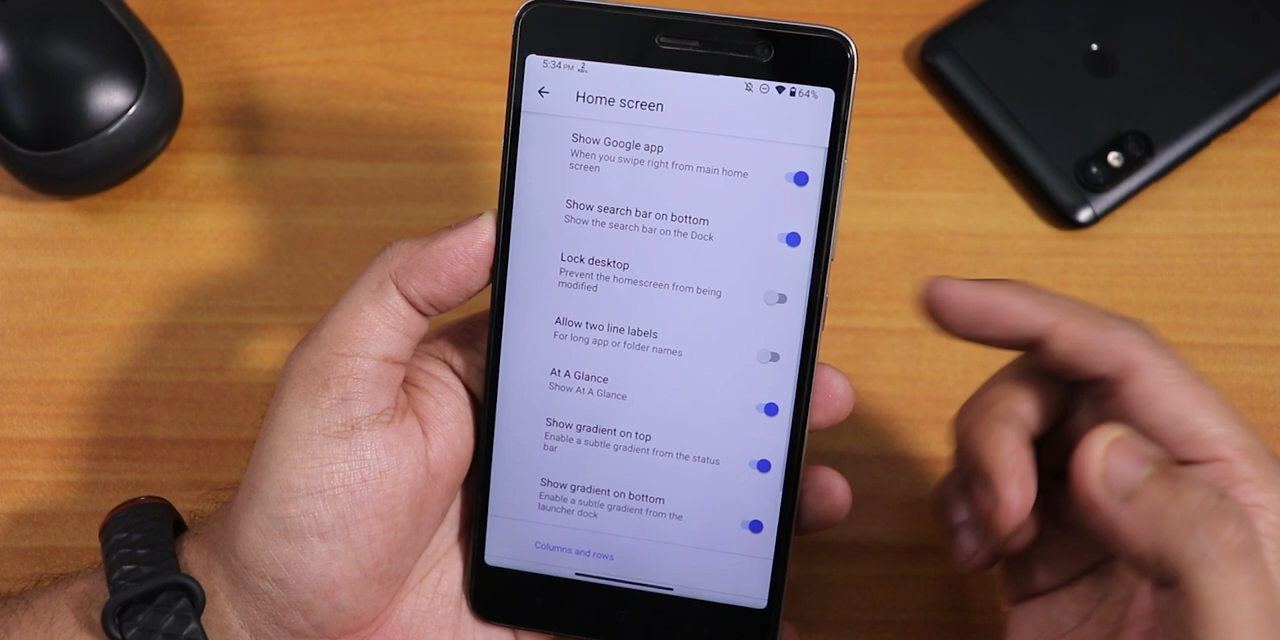 5:34 PM 2
64%
Home screen
Show Google app
When you swipe right from main home
screen
Show search bar on bottom
Show the search bar on the Dock
Lock desktop
Prevent the homescreen from being
modified
Allow two line labels
For long app or folder names
At A Glance
Show At A Glance
Show gradient on top
Enable a subtle gradient from the status
bar
Show gradient on bottom
Enable a subtle gradient from the
launcher dock
Columns and rows